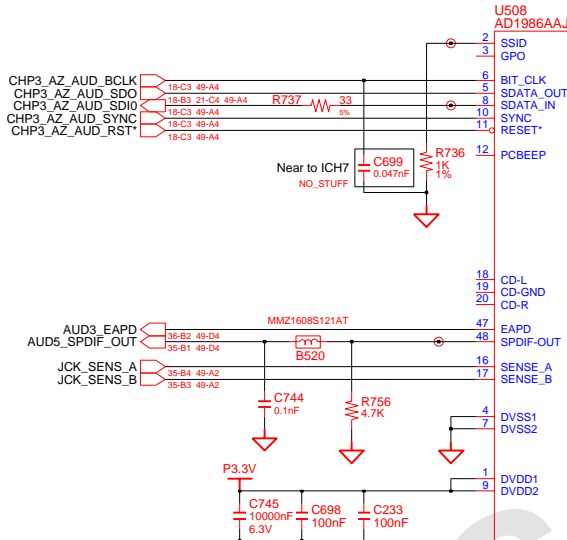 U508
AD1986AAJ
2 SSID
3 GPO
CHP3_AZ_AUD_BCLK 18-C3 49-A4 6 BIT_CLK
CHP3_AZ_AUD_SDO 18-C3 49-A4 5 SDATA_OUT
CHP3_AZ_AUD_SDI0 18-B3 21-C4 49-A4 R737 33 5% 8 SDATA_IN
CHP3_AZ_AUD_SYNC 18-C3 49-A4 10 SYNC
CHP3_AZ_AUD_RST* 18-C3 49-A4 11 RESET*
12 PCBEEP
Near to ICH7
NO_STUFF
C699
0.047nF
R736
1K
1%
18 CD-L
19 CD-GND
20 CD-R
MMZ1608S121AT
AUD3_EAPD 36-B2 49-D4 47 EAPD
AUD5_SPDIF_OUT 35-B1 49-D4 B520 48 SPDIF-OUT
JCK_SENS_A 35-B4 49-A2 16 SENSE_A
JCK_SENS_B 35-B3 49-A2 17 SENSE_B
C744
0.1nF
R756
4.7K
4 DVSS1
7 DVSS2
P3.3V
1 DVDD1
9 DVDD2
C745
10000nF
6.3V
C698
100nF
C233
100nF